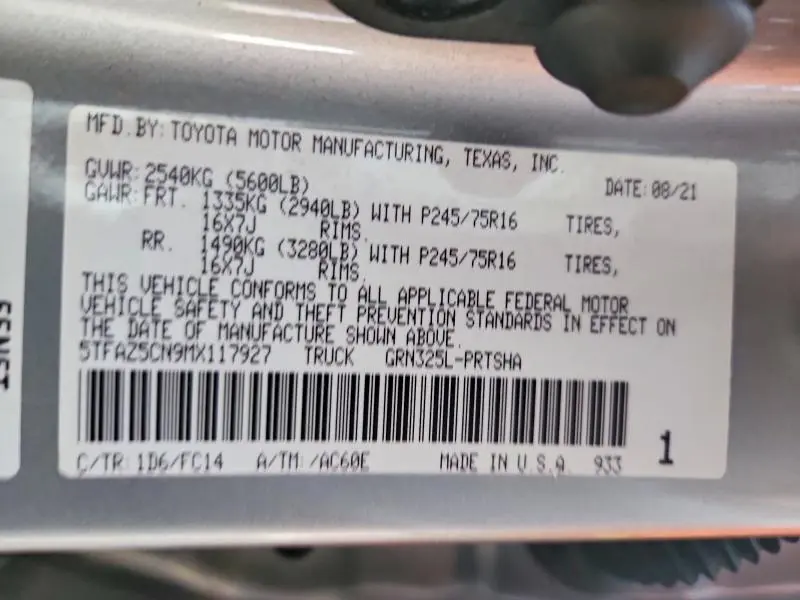 MFD. BY: TOYOTA MOTOR MANUFACTURING, TEXAS, INC.
GVWR: 2540KG (5600LB) DATE: 08/21
GAWR: FRT. 1335KG (2940LB) WITH P245/75R16 TIRES,
16X7J RIMS.
RR. 1490KG (3280LB) WITH P245/75R16 TIRES,
16X7J RIMS.
THIS VEHICLE CONFORMS TO ALL APPLICABLE FEDERAL MOTOR
VEHICLE SAFETY AND THEFT PREVENTION STANDARDS IN EFFECT ON
THE DATE OF MANUFACTURE SHOWN ABOVE.
5TFAZ5CN9MX117927 TRUCK GRN325L-PRTSHA
C/TR: 1D6/FC14 A/TM: /AC60E MADE IN U.S.A. 933 1